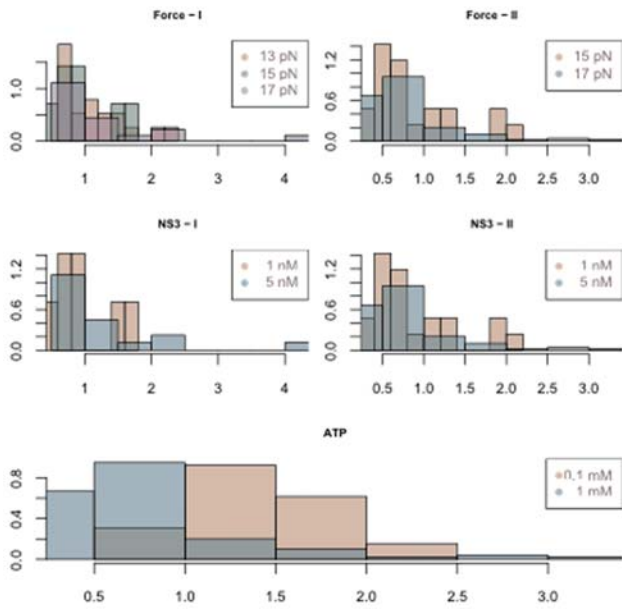 Force – I
Force – II
13 pN
15 pN
17 pN
15 pN
17 pN
0.0 1.0
0.0 0.6 1.2
1 2 3 4
0.5 1.0 1.5 2.0 2.5 3.0
NS3 – I
NS3 – II
1 nM
5 nM
1 nM
5 nM
0.0 0.6 1.2
0.0 0.6 1.2
1 2 3 4
0.5 1.0 1.5 2.0 2.5 3.0
ATP
0.1 mM
1 mM
0.0 0.4 0.8
0.5 1.0 1.5 2.0 2.5 3.0